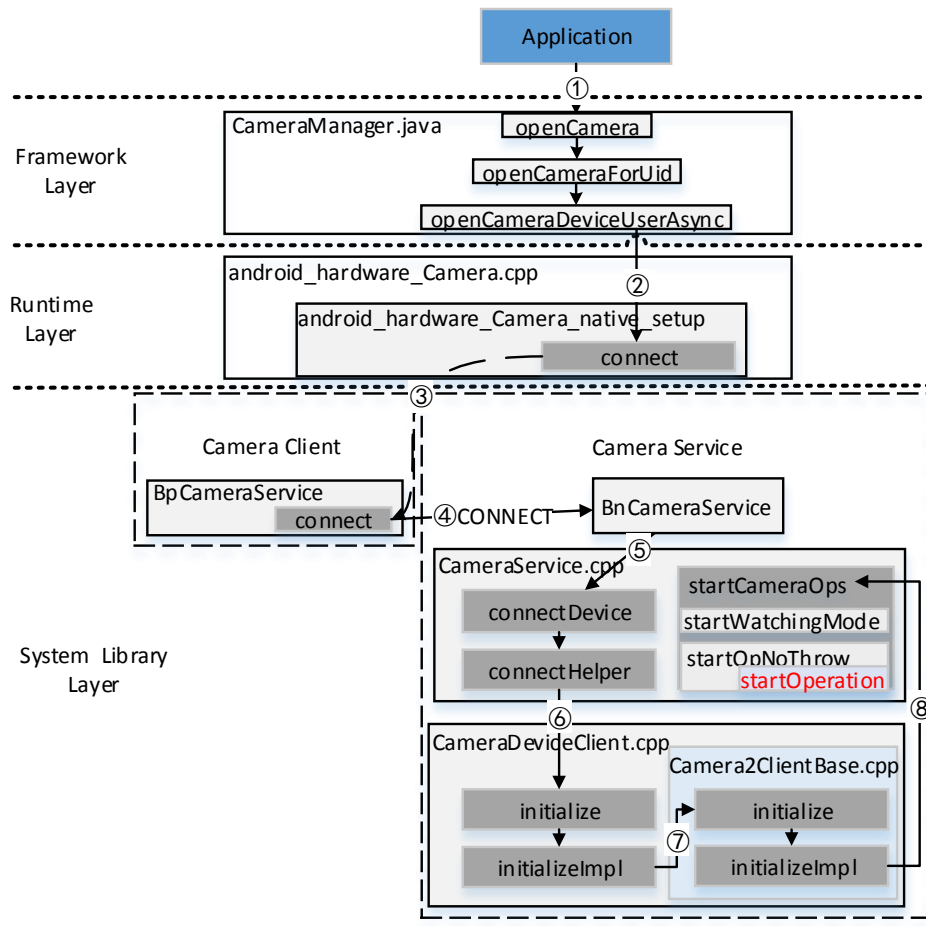 Application
①
CameraManager.java
openCamera
Framework
Layer
openCameraForUid
openCameraDeviceUserAsync
android_hardware_Camera.cpp
②
Runtime
Layer
android_hardware_Camera_native_setup
connect
③
Camera Client
Camera Service
BpCameraService
connect
④CONNECT
BnCameraService
⑤
CameraService.cpp
connectDevice
connectHelper
startCameraOps
startWatchingMode
startOpNoThrow
startOperation
System Library
Layer
⑥
⑧
CameraDeviceClient.cpp
Camera2ClientBase.cpp
initialize
initializeImpl
⑦
initialize
initializeImpl